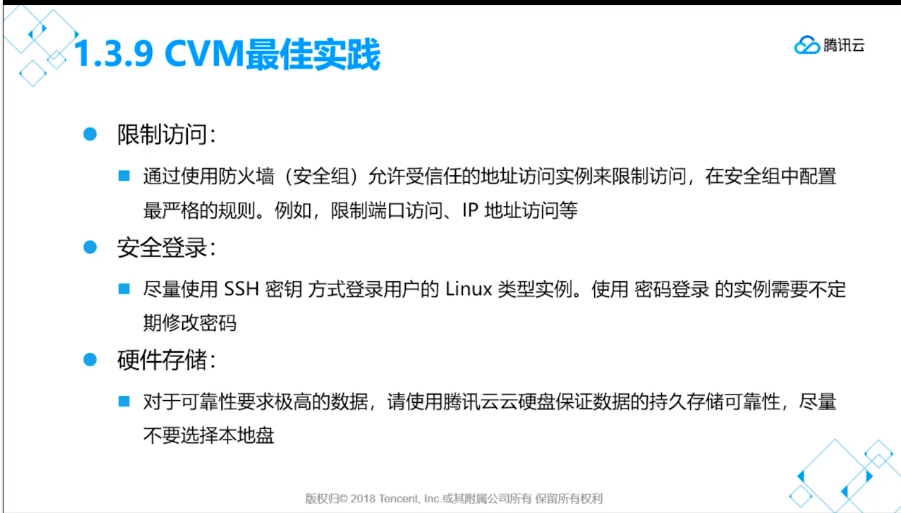 1.3.9 CVM最佳实践
腾讯云
限制访问：
通过使用防火墙（安全组）允许受信任的地址访问实例来限制访问，在安全组中配置
最严格的规则。例如，限制端口访问、IP 地址访问等
安全登录：
尽量使用 SSH 密钥 方式登录用户的 Linux 类型实例。使用 密码登录 的实例需要不定
期修改密码
硬件存储：
对于可靠性要求极高的数据，请使用腾讯云云硬盘保证数据的持久存储可靠性，尽量
不要选择本地盘
版权归© 2018 Tencent, Inc.或其附属公司所有 保留所有权利